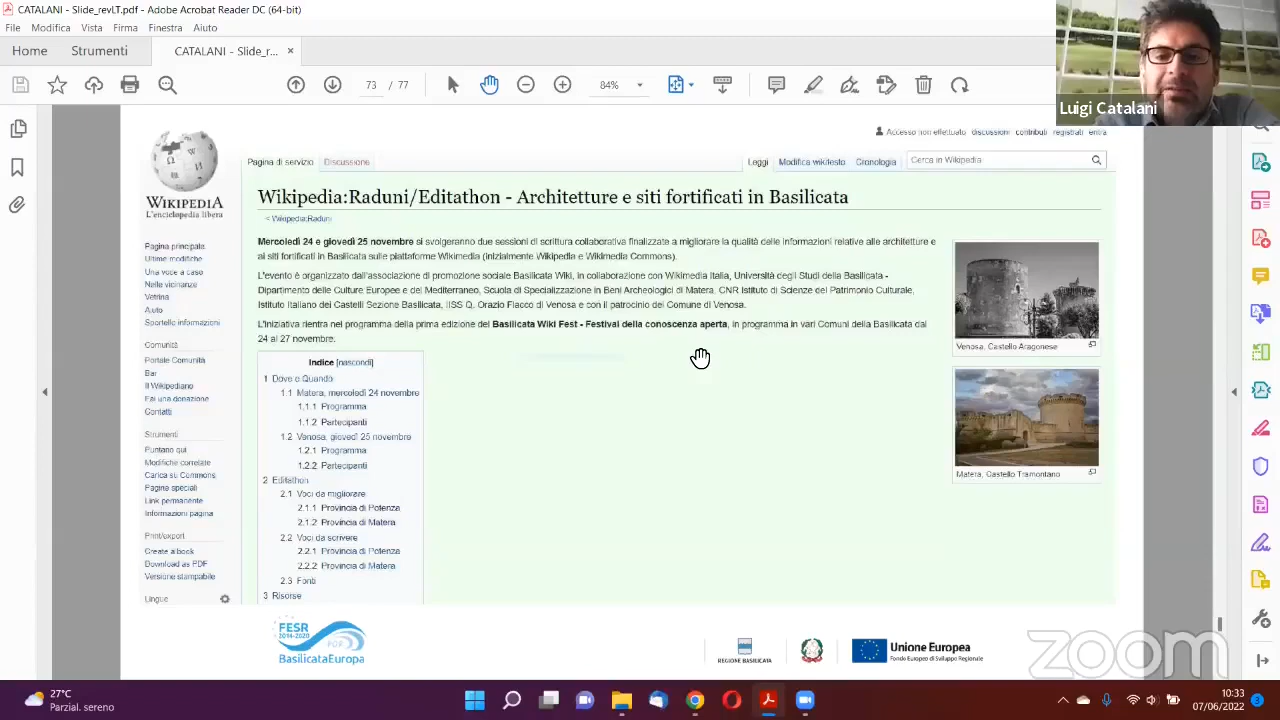 CATALANI - Slide_revLT.pdf - Adobe Acrobat Reader DC (64-bit)
File Modifica Vista Firma Finestra Aiuto
Home Strumenti CATALANI - Slide_r... ×
73 / 77 84%
Luigi Catalani
Accesso non effettuato discussioni contributi registrati entra
Pagina di servizio Discussione Leggi Modifica wikitesto Cronologia Cerca in Wikipedia
WIKIPEDIA
L'enciclopedia libera
Wikipedia:Raduni/Editathon - Architetture e siti fortificati in Basilicata
< Wikipedia:Raduni
Mercoledì 24 e giovedì 25 novembre si svolgeranno due sessioni di scrittura collaborativa finalizzate a migliorare la qualità delle informazioni relative alle architetture e
ai siti fortificati in Basilicata sulle piattaforme Wikimedia (inizialmente Wikipedia e Wikimedia Commons).
L'evento è organizzato dall'associazione di promozione sociale Basilicata Wiki, in collaborazione con Wikimedia Italia, Università degli Studi della Basilicata -
Dipartimento delle Culture Europee e del Mediterraneo, Scuola di Specializzazione in Beni Archeologici di Matera, CNR Istituto di Scienze del Patrimonio Culturale,
Istituto Italiano dei Castelli Sezione Basilicata, IISS Q. Orazio Flacco di Venosa e con il patrocinio del Comune di Venosa.
L'iniziativa rientra nel programma della prima edizione del Basilicata Wiki Fest - Festival della conoscenza aperta, in programma in vari Comuni della Basilicata dal
24 al 27 novembre.
Pagina principale
Ultime modifiche
Una voce a caso
Nelle vicinanze
Vetrina
Aiuto
Sportello informazioni
Comunità
Portale Comunità
Bar
Il Wikipediano
Fai una donazione
Contatti
Strumenti
Puntano qui
Modifiche correlate
Carica su Commons
Pagine speciali
Link permanente
Informazioni pagina
Print/export
Create a book
Download as PDF
Versione stampabile
Lingue
Indice [nascondi]
1 Dove e Quando
1.1 Matera, mercoledì 24 novembre
1.1.1 Programma
1.1.2 Partecipanti
1.2 Venosa, giovedì 25 novembre
1.2.1 Programma
1.2.2 Partecipanti
2 Editathon
2.1 Voci da migliorare
2.1.1 Provincia di Potenza
2.1.2 Provincia di Matera
2.2 Voci da scrivere
2.2.1 Provincia di Potenza
2.2.2 Provincia di Matera
2.3 Fonti
3 Risorse
Venosa, Castello Aragonese
Matera, Castello Tramontano
FESR
2014-2020
BasilicataEuropa
REGIONE BASILICATA
Unione Europea
Fondo Europeo di Sviluppo Regionale
zoom
27°C
Parzial. sereno
10:33
07/06/2022
3